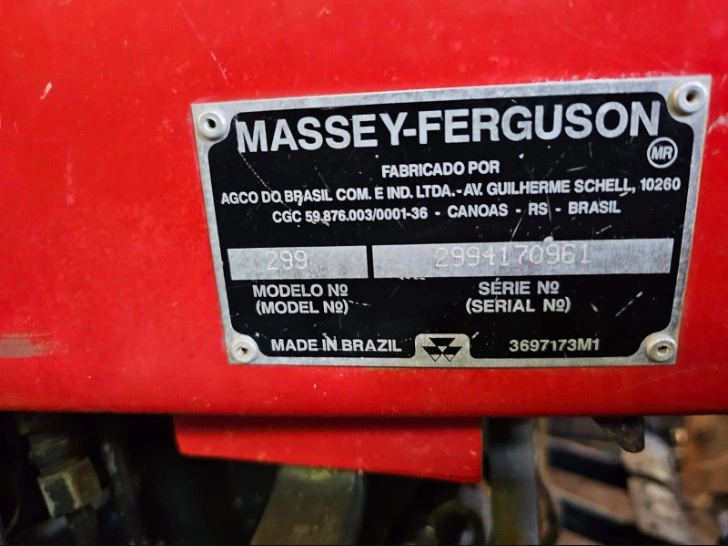 MASSEY-FERGUSON
MR
FABRICADO POR
AGCO DO BRASIL COM. E IND. LTDA. - AV. GUILHERME SCHELL, 10260
CGC 59.876.003/0001-36 - CANOAS - RS - BRASIL
299 2994170961
MODELO Nº SÉRIE Nº
(MODEL Nº) (SERIAL Nº)
MADE IN BRAZIL 3697173M1